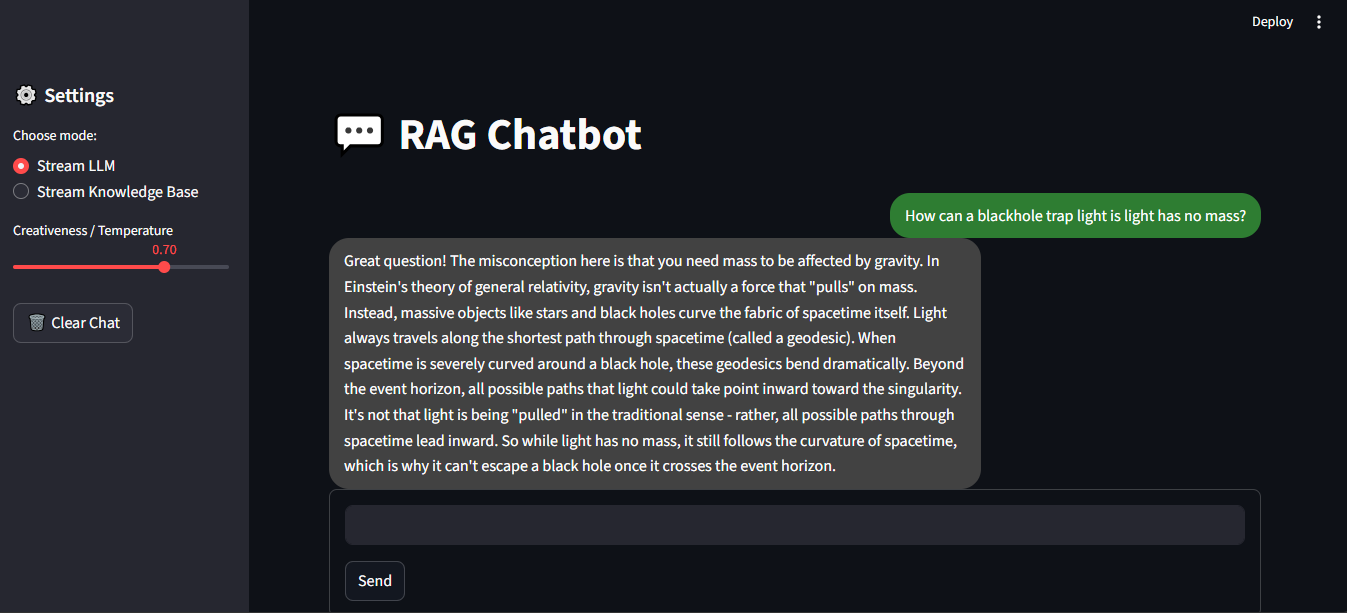 Deploy
Settings
Choose mode:
Stream LLM
Stream Knowledge Base
Creativeness / Temperature
0.70
Clear Chat
RAG Chatbot
How can a blackhole trap light is light has no mass?
Great question! The misconception here is that you need mass to be affected by gravity. In
Einstein's theory of general relativity, gravity isn't actually a force that "pulls" on mass.
Instead, massive objects like stars and black holes curve the fabric of spacetime itself. Light
always travels along the shortest path through spacetime (called a geodesic). When
spacetime is severely curved around a black hole, these geodesics bend dramatically. Beyond
the event horizon, all possible paths that light could take point inward toward the singularity.
It's not that light is being "pulled" in the traditional sense - rather, all possible paths through
spacetime lead inward. So while light has no mass, it still follows the curvature of spacetime,
which is why it can't escape a black hole once it crosses the event horizon.
Send